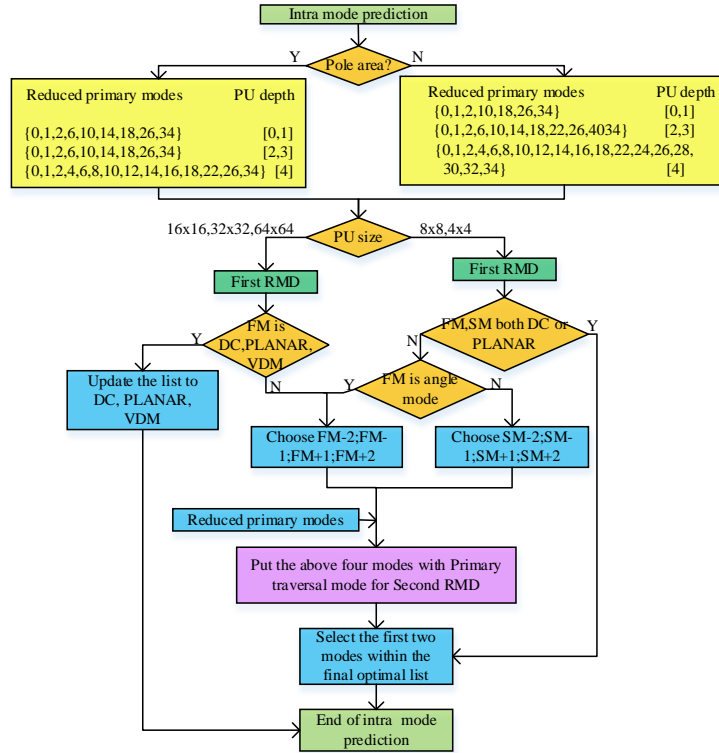 Intra mode prediction
Y
Pole area?
N
Reduced primary modes PU depth
{0,1,2,6,10,14,18,26,34} [0,1]
{0,1,2,6,10,14,18,26,34} [2,3]
{0,1,2,4,6,8,10,12,14,16,18,22,26,34} [4]
Reduced primary modes PU depth
{0,1,2,10,18,26,34} [0,1]
{0,1,2,6,10,14,18,22,26,4034} [2,3]
{0,1,2,4,6,8,10,12,14,16,18,22,24,26,28,
30,32,34} [4]
16x16,32x32,64x64
PU size
8x8,4x4
First RMD
First RMD
Y
FM is
DC,PLANAR,
VDM
N
FM,SM both DC or
PLANAR
Y
N
Update the list to
DC, PLANAR,
VDM
Y
FM is angle
mode
N
Choose FM-2;FM-
1;FM+1;FM+2
Choose SM-2;SM-
1;SM+1;SM+2
Reduced primary modes
Put the above four modes with Primary
traversal mode for Second RMD
Select the first two
modes within the
final optimal list
End of intra mode
prediction